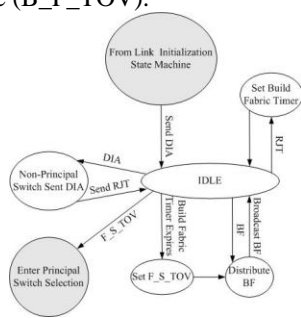 (B_F_TOV).
From Link Initialization
State Machine
Set Build
Fabric Timer
Send DIA
RJT
DIA
Non-Principal
Switch Sent DIA
Send RJT
IDLE
F_S_TOV
Build Fabric
Timer Expires
BF
Broadcast BF
Enter Principal
Switch Selection
Set F_S_TOV
Distribute
BF